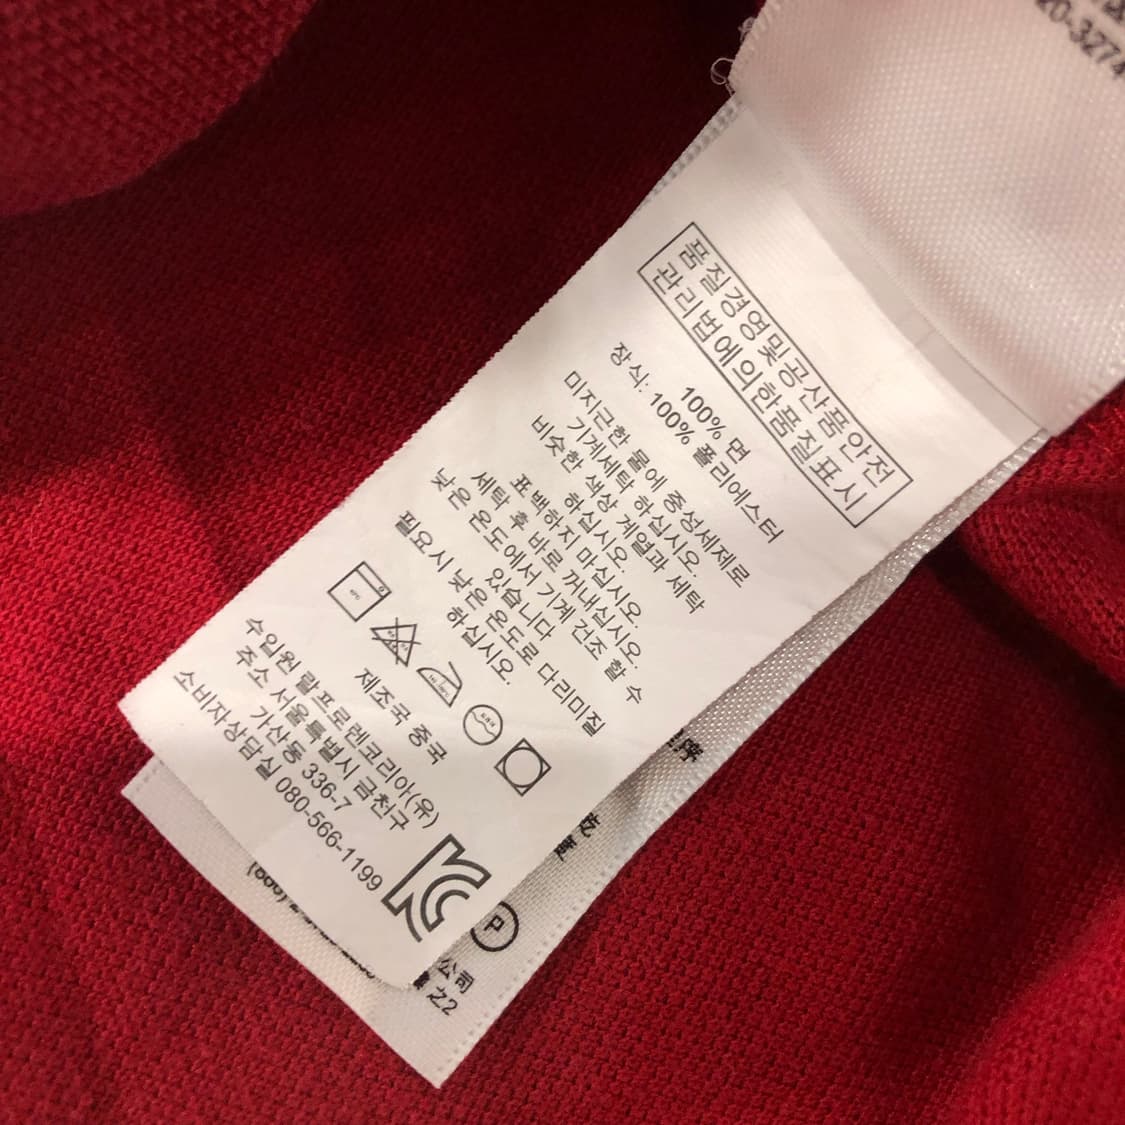 20-3274
품질경영및공산품안전
관리법에의한품질표시
100% 면
장식: 100% 폴리에스터
미지근한 물에 중성세제로
기계세탁 하십시오.
비슷한 색상 계열과 세탁
하십시오.
표백하지 마십시오.
세탁 후 바로 꺼내십시오.
낮은 온도에서 기계 건조 할 수
있습니다
필요 시 낮은 온도로 다리미질
하십시오.
제조국 중국
수입원 랄프로렌코리아(유)
주소 서울특별시 금천구
가산동 336-7
소비자상담실 080-566-1199
P
公司
之2